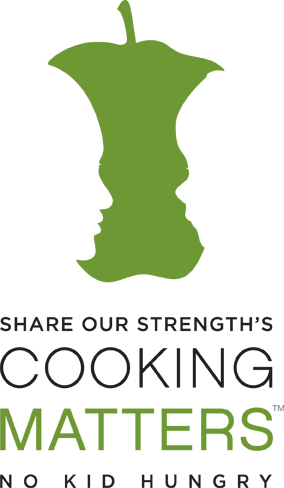 SHARE OUR STRENGTH'S
COOKING
MATTERS™
NO KID HUNGRY